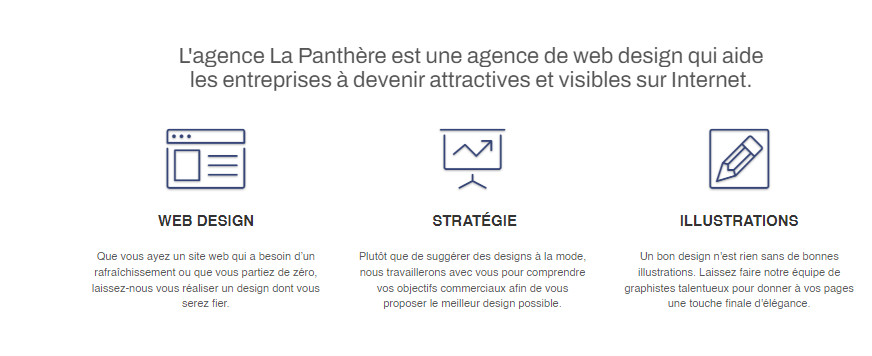 L'agence La Panthère est une agence de web design qui aide
les entreprises à devenir attractives et visibles sur Internet.
WEB DESIGN
Que vous ayez un site web qui a besoin d’un
rafraîchissement ou que vous partiez de zéro,
laissez-nous vous réaliser un design dont vous
serez fier.
STRATÉGIE
Plutôt que de suggérer des designs à la mode,
nous travaillerons avec vous pour comprendre
vos objectifs commerciaux afin de vous
proposer le meilleur design possible.
ILLUSTRATIONS
Un bon design n’est rien sans de bonnes
illustrations. Laissez faire notre équipe de
graphistes talentueux pour donner à vos pages
une touche finale d’élégance.